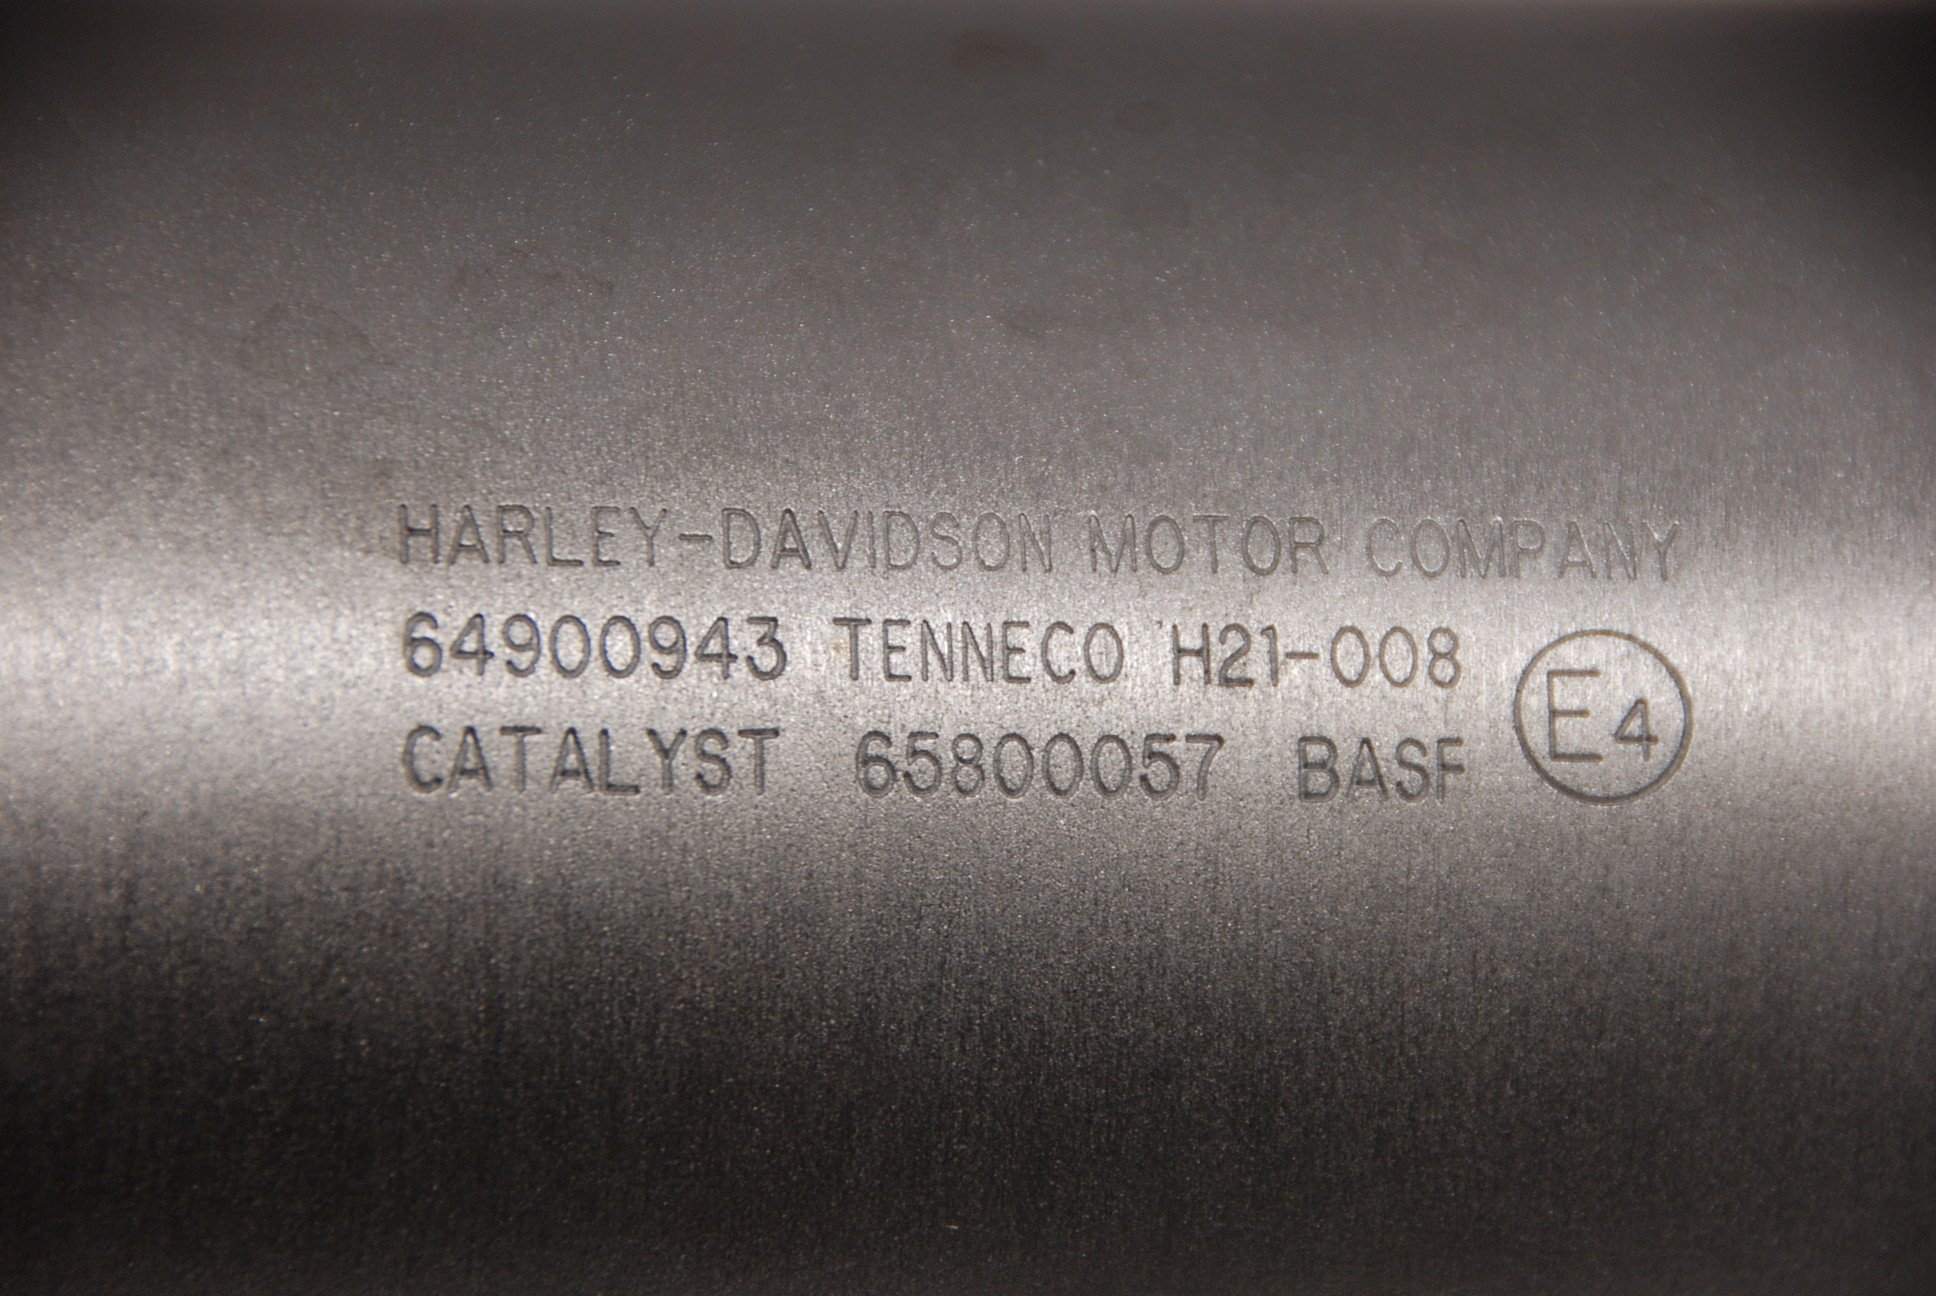 HARLEY-DAVIDSON MOTOR COMPANY
64900943 TENNECO H21-008
CATALYST 65800057 BASF
E4